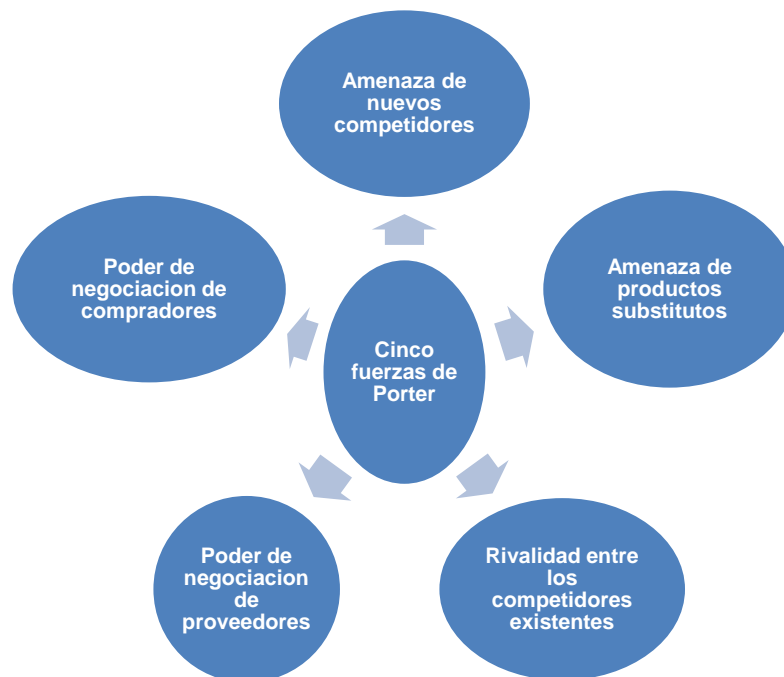 Amenaza de
nuevos
competidores
Poder de
negociacion de
compradores
Amenaza de
productos
substitutos
Cinco
fuerzas de
Porter
Poder de
negociacion
de
proveedores
Rivalidad entre
los
competidores
existentes